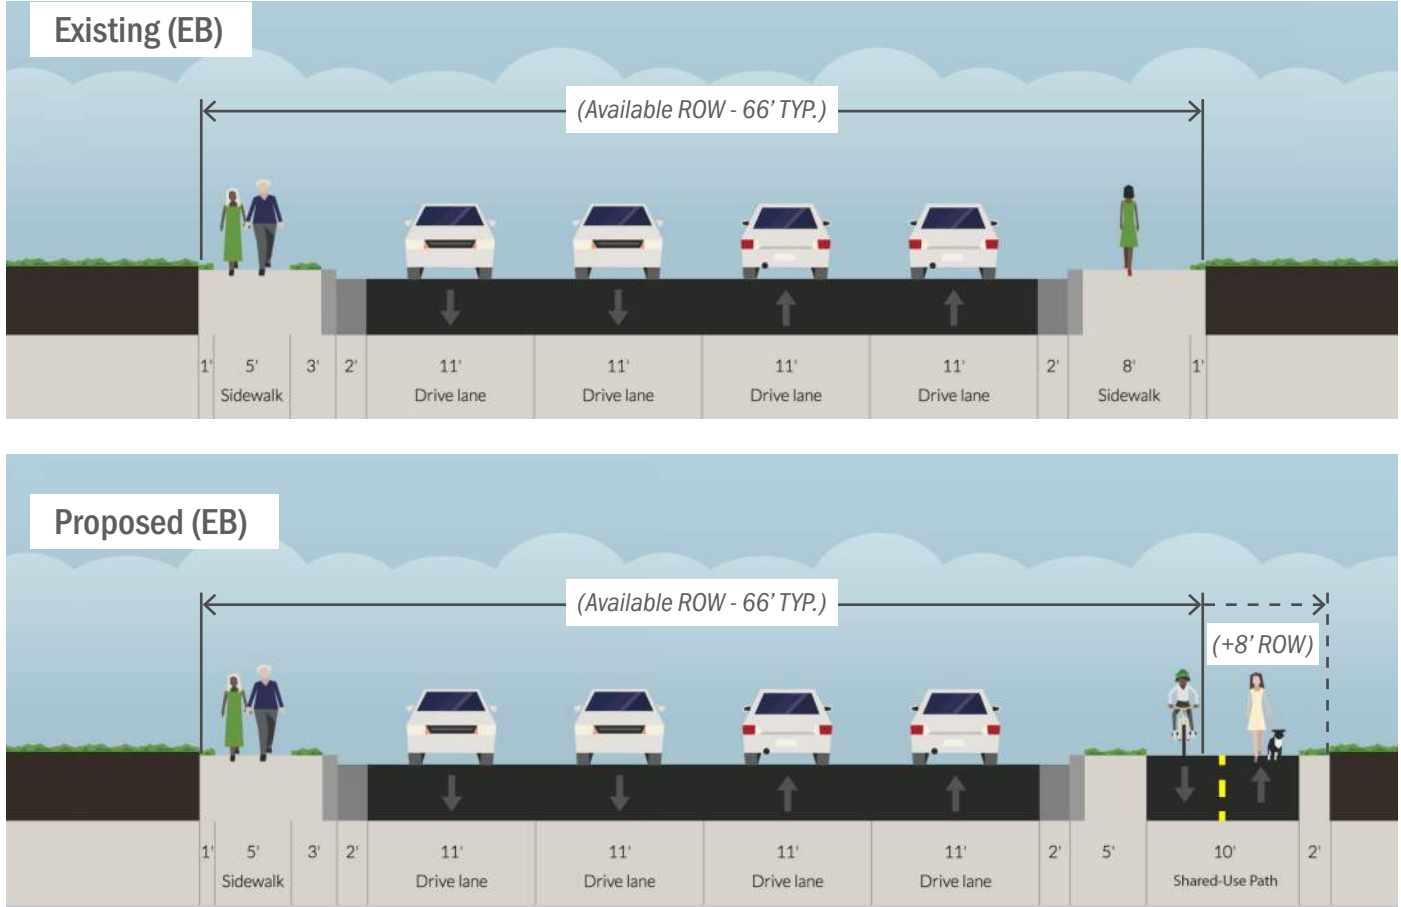 Existing (EB)
(Available ROW - 66' TYP.)
1' 5' 3' 2' 11' 11' 11' 11' 2' 8' 1'
Sidewalk Drive lane Drive lane Drive lane Drive lane Sidewalk
Proposed (EB)
(Available ROW - 66' TYP.)
(+8' ROW)
1' 5' 3' 2' 11' 11' 11' 11' 2' 5' 10' 2'
Sidewalk Drive lane Drive lane Drive lane Drive lane Shared-Use Path